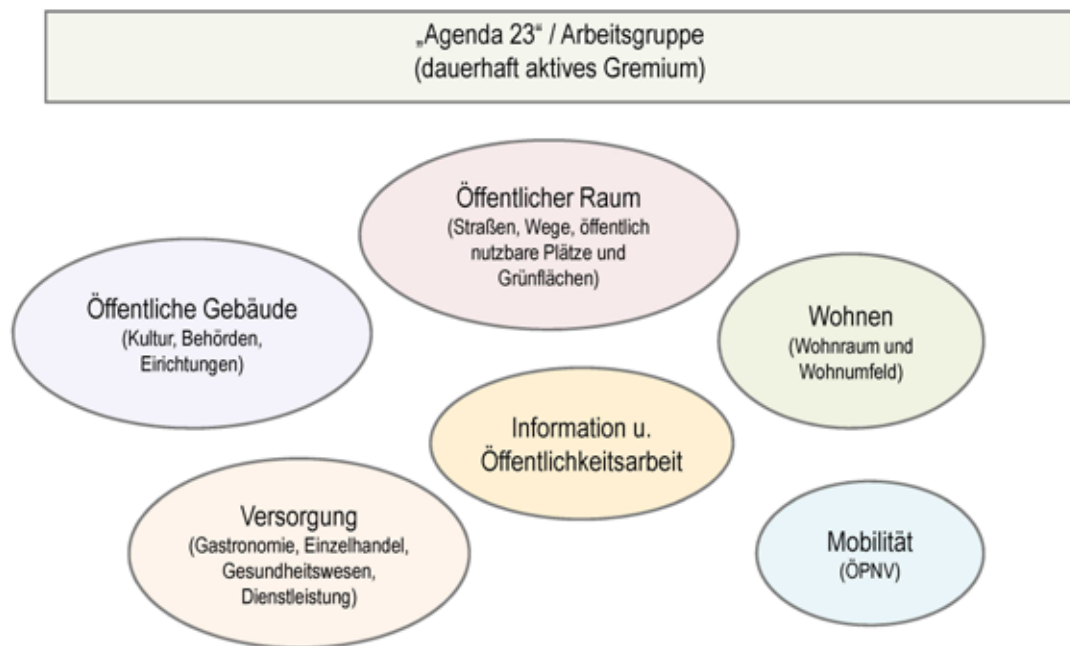 „Agenda 23“ / Arbeitsgruppe
(dauerhaft aktives Gremium)
Öffentlicher Raum
(Straßen, Wege, öffentlich
nutzbare Plätze und
Grünflächen)
Öffentliche Gebäude
(Kultur, Behörden,
Eirichtungen)
Wohnen
(Wohnraum und
Wohnumfeld)
Information u.
Öffentlichkeitsarbeit
Versorgung
(Gastronomie, Einzelhandel,
Gesundheitswesen,
Dienstleistung)
Mobilität
(ÖPNV)